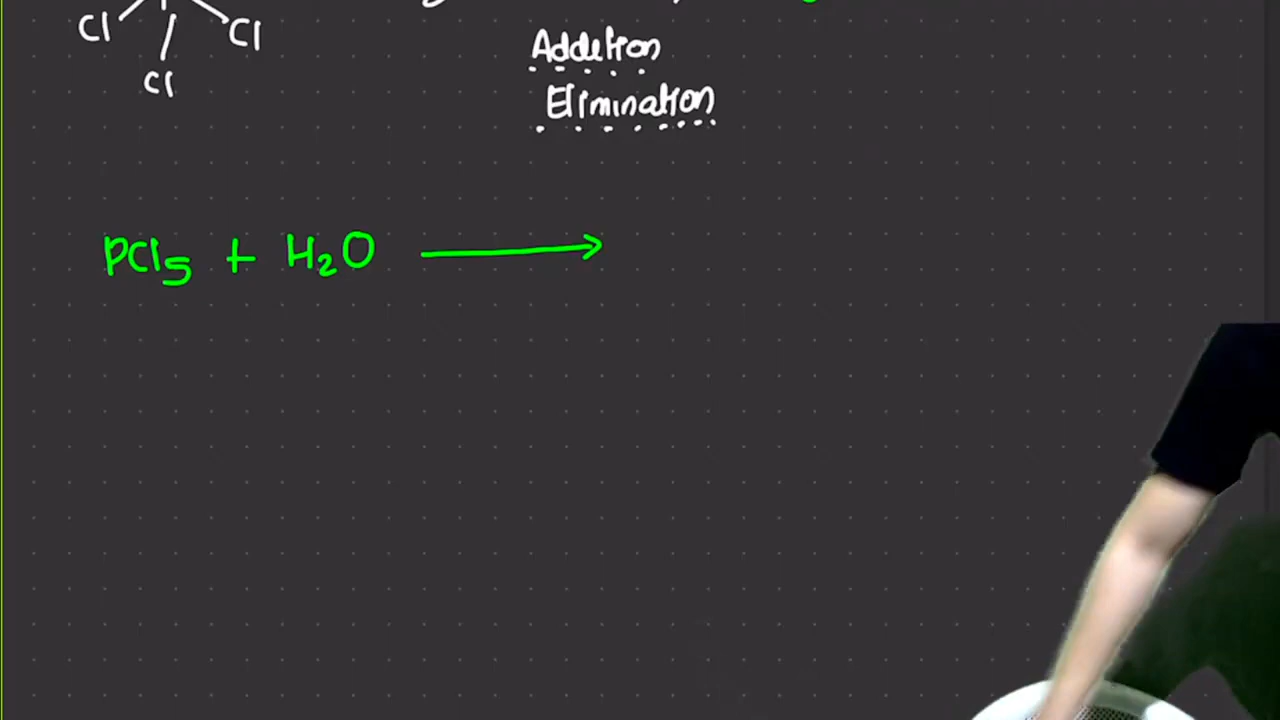 Cl Cl
Addition
Cl
Elimination
PCl5 + H2O ⟶